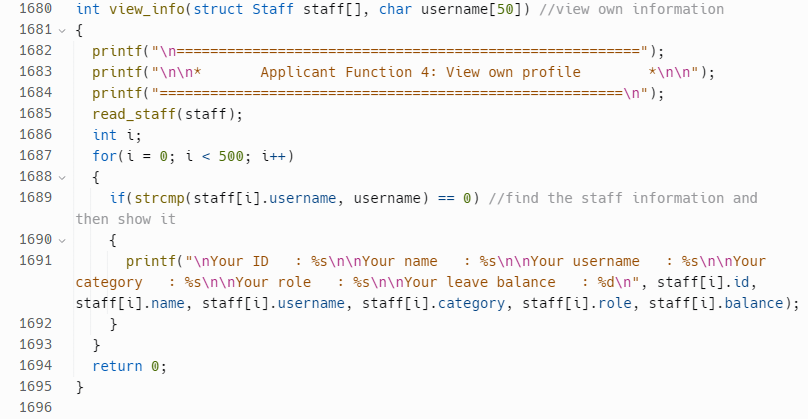 1680 int view_info(struct Staff staff[], char username[50]) //view own information
1681 {
1682   printf("\n=======================================================");
1683   printf("\n\n*       Applicant Function 4: View own profile        *\n\n");
1684   printf("=======================================================\n");
1685   read_staff(staff);
1686   int i;
1687   for(i = 0; i < 500; i++)
1688   {
1689     if(strcmp(staff[i].username, username) == 0) //find the staff information and
then show it
1690     {
1691       printf("\nYour ID   : %s\n\nYour name   : %s\n\nYour username   : %s\n\nYour
category   : %s\n\nYour role   : %s\n\nYour leave balance   : %d\n", staff[i].id,
staff[i].name, staff[i].username, staff[i].category, staff[i].role, staff[i].balance);
1692     }
1693   }
1694   return 0;
1695 }
1696